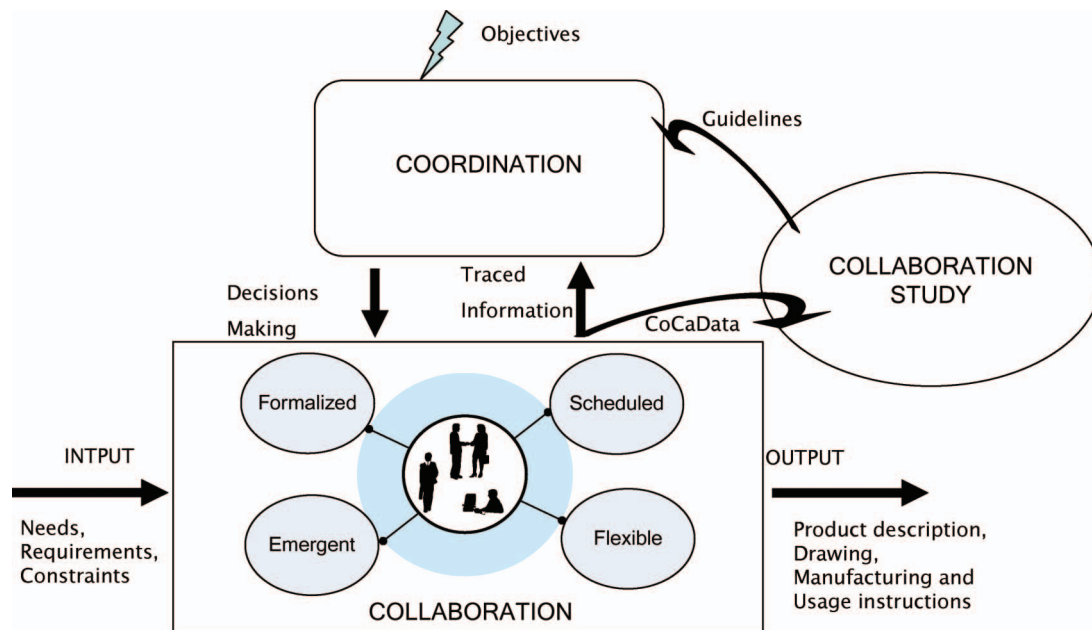 Objectives
Guidelines
COORDINATION
COLLABORATION
STUDY
Decisions
Making
Traced
Information
CoCaData
Formalized
Scheduled
INTPUT
OUTPUT
Needs,
Requirements,
Constraints
Emergent
Flexible
Product description,
Drawing,
Manufacturing and
Usage instructions
COLLABORATION